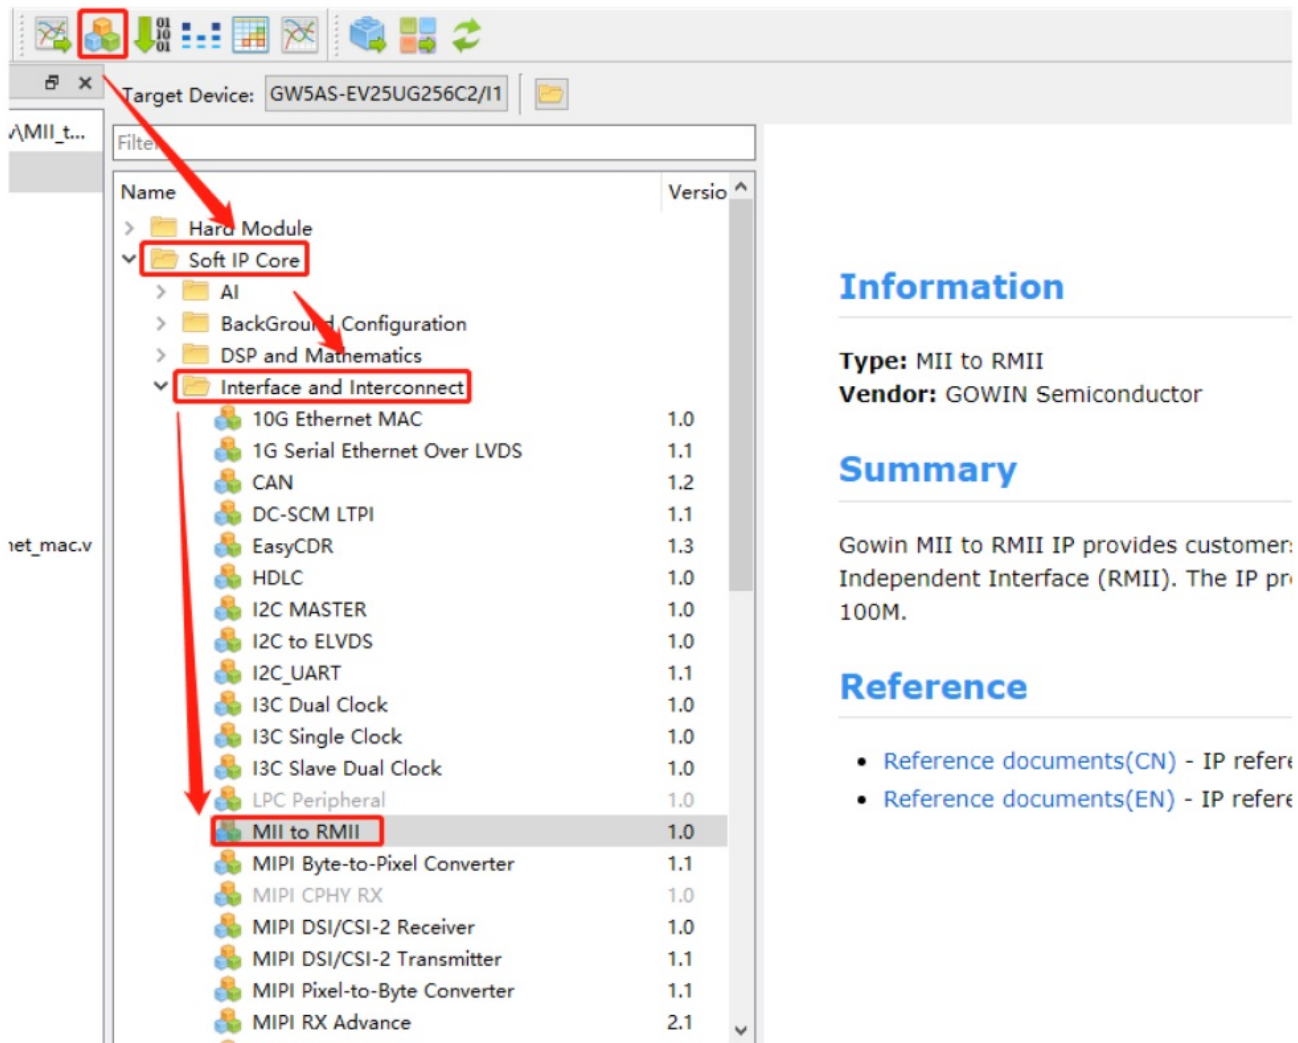 01
10
01
Target Device: GW5AS-EV25UG256C2/I1
\MII_t...
Filter
Name Versio
Hard Module
Soft IP Core
AI
BackGround Configuration
DSP and Mathematics
Interface and Interconnect
10G Ethernet MAC 1.0
1G Serial Ethernet Over LVDS 1.1
CAN 1.2
DC-SCM LTPI 1.1
EasyCDR 1.3
HDLC 1.0
I2C MASTER 1.0
I2C to ELVDS 1.0
I2C_UART 1.1
I3C Dual Clock 1.0
I3C Single Clock 1.0
I3C Slave Dual Clock 1.0
LPC Peripheral 1.0
MII to RMII 1.0
MIPI Byte-to-Pixel Converter 1.1
MIPI CPHY RX 1.0
MIPI DSI/CSI-2 Receiver 1.0
MIPI DSI/CSI-2 Transmitter 1.1
MIPI Pixel-to-Byte Converter 1.1
MIPI RX Advance 2.1
net_mac.v
Information
Type: MII to RMII
Vendor: GOWIN Semiconductor
Summary
Gowin MII to RMII IP provides customer
Independent Interface (RMII). The IP pr
100M.
Reference
• Reference documents(CN) - IP refer
• Reference documents(EN) - IP refer